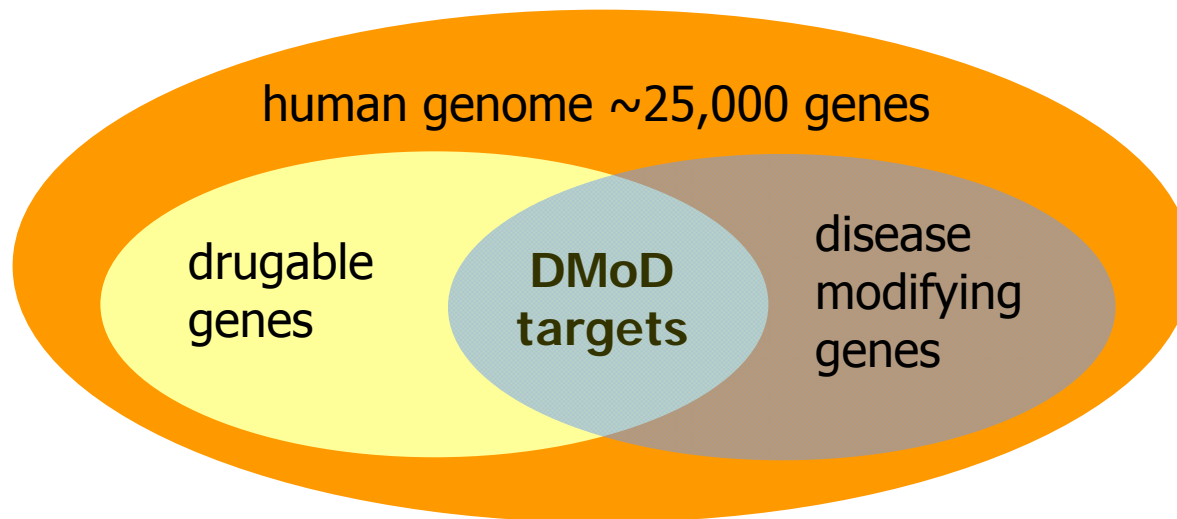 human genome ~25,000 genes
drugable
genes
DMoD
targets
disease
modifying
genes